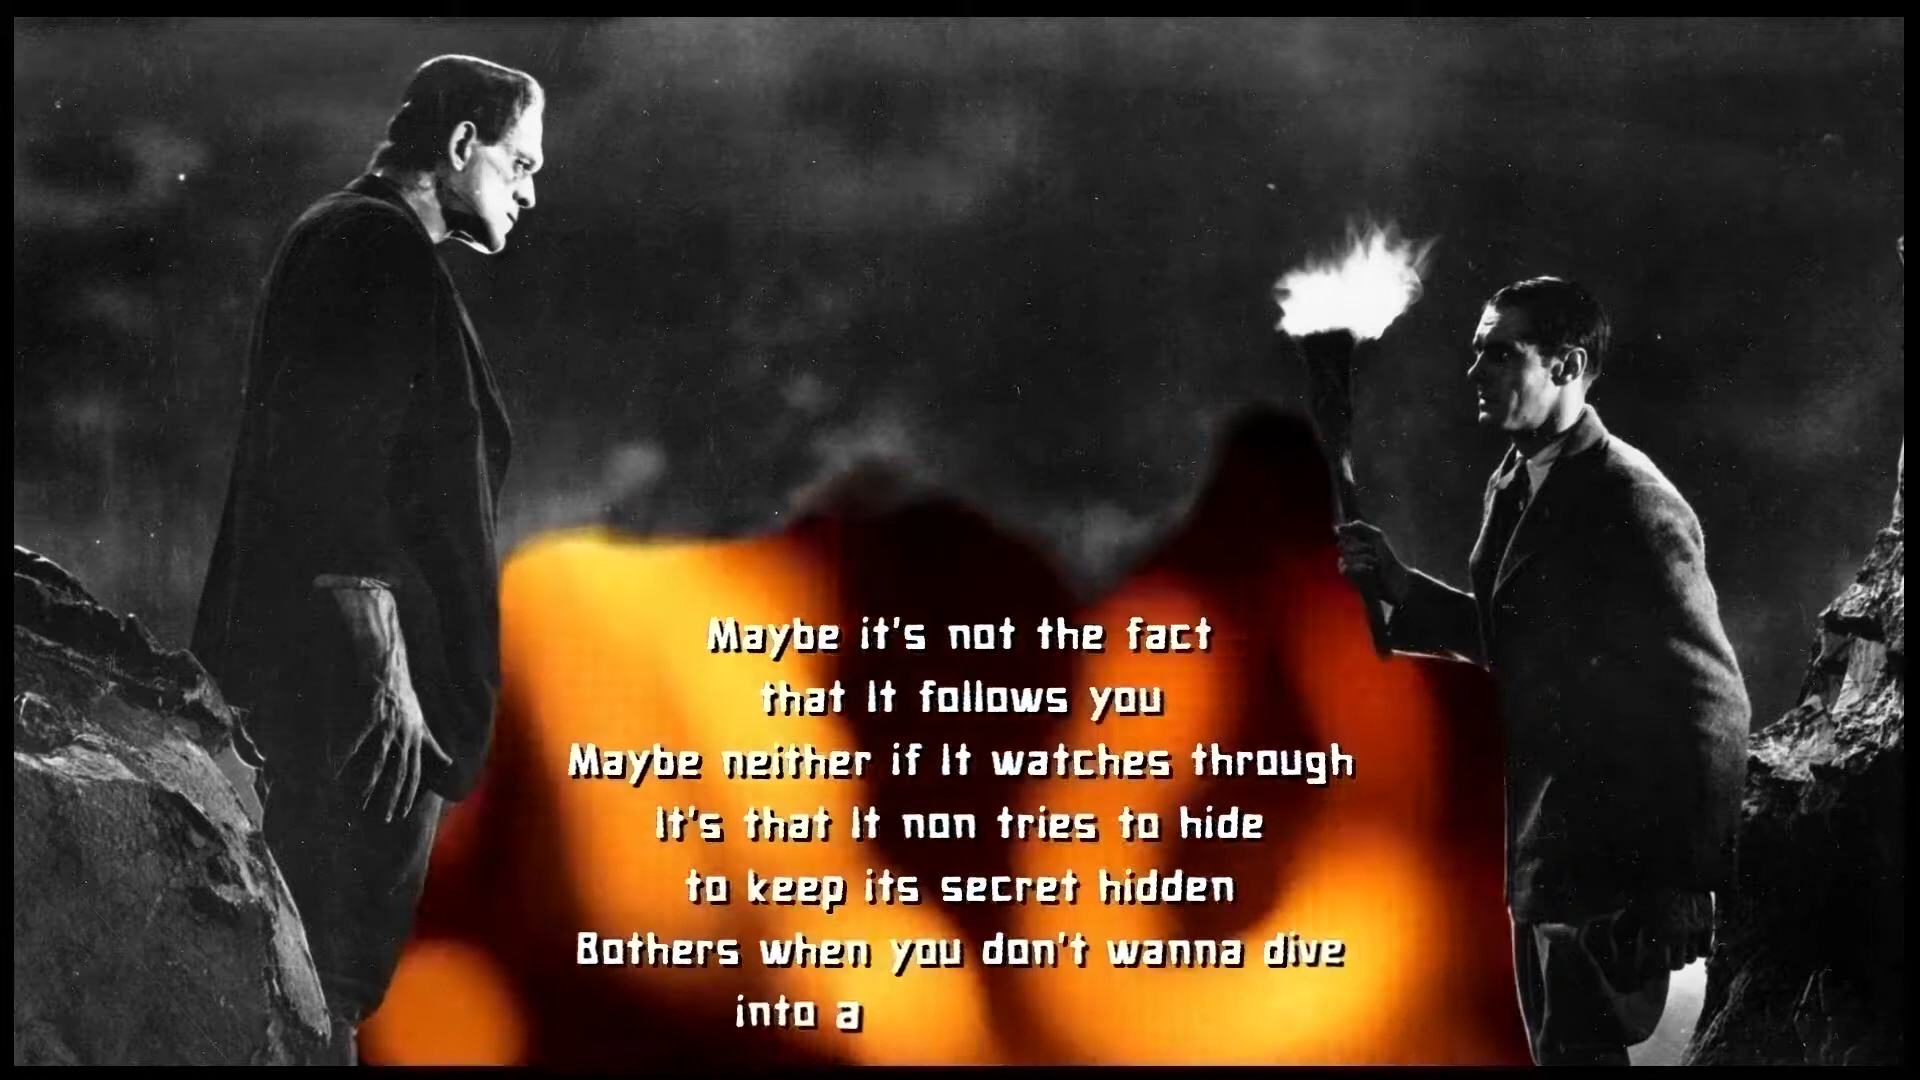 Maybe it's not the fact
that It follows you
Maybe neither if It watches through
It's that It non tries to hide
to keep its secret hidden
Bothers when you don't wanna dive
into a